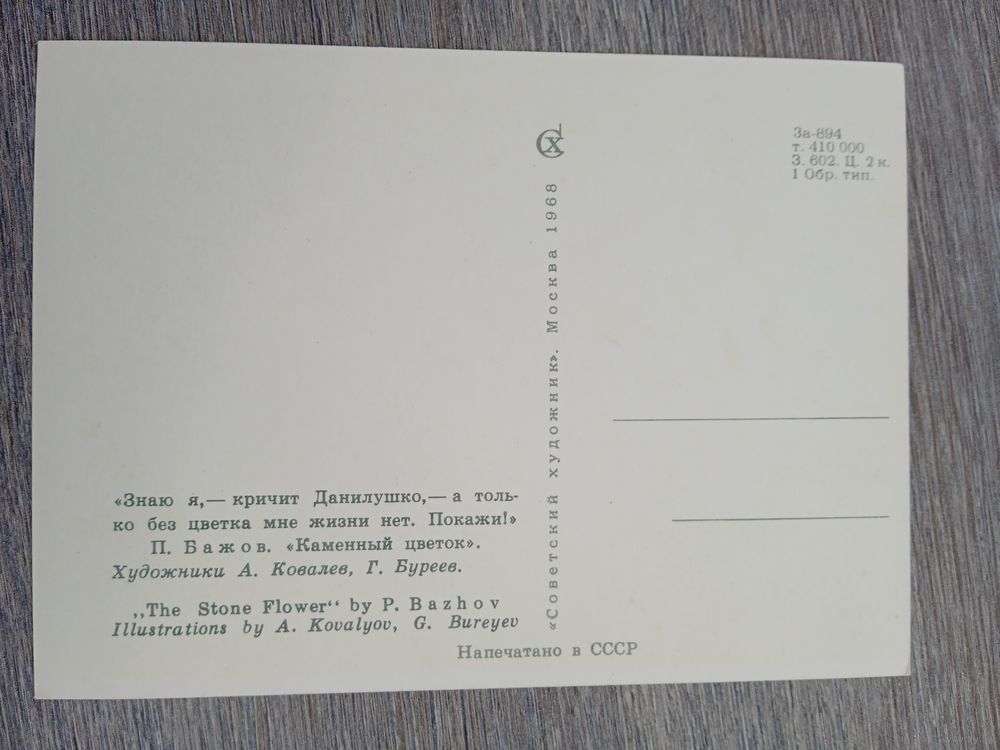 «Знаю я,— кричит Данилушко,— а толь-
ко без цветка мне жизни нет. Покажи!»
П. Бажов. «Каменный цветок».
Художники А. Ковалев, Г. Буреев.
,,The Stone Flower“ by P. Bazhov
Illustrations by A. Kovalyov, G. Bureyev
«Советский художник». Москва 1968
Напечатано в СССР
СХ
За-894
т. 410 000
З. 602. Ц. 2 к.
1 Обр. тип.